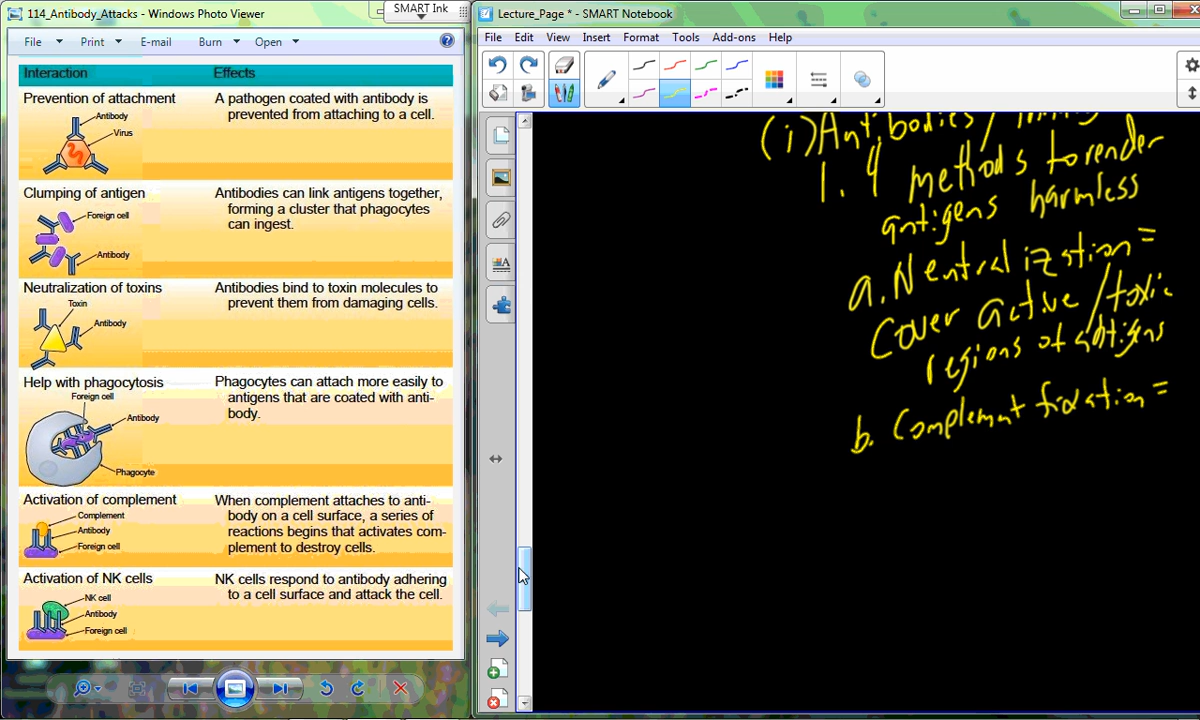 114_Antibody_Attacks - Windows Photo Viewer
File Print E-mail Burn Open
Interaction Effects
Prevention of attachment
Antibody
Virus
A pathogen coated with antibody is
prevented from attaching to a cell.
Clumping of antigen
Foreign cell
Antibody
Antibodies can link antigens together,
forming a cluster that phagocytes
can ingest.
Neutralization of toxins
Toxin
Antibody
Antibodies bind to toxin molecules to
prevent them from damaging cells.
Help with phagocytosis
Foreign cell
Antibody
Phagocyte
Phagocytes can attach more easily to
antigens that are coated with anti-
body.
Activation of complement
Complement
Antibody
Foreign cell
When complement attaches to anti-
body on a cell surface, a series of
reactions begins that activates com-
plement to destroy cells.
Activation of NK cells
NK cell
Antibody
Foreign cell
NK cells respond to antibody adhering
to a cell surface and attack the cell.
SMART Ink
Lecture_Page * - SMART Notebook
File Edit View Insert Format Tools Add-ons Help
(i) Antibodies /
1. 4 methods to render
antigens harmless
a. Neutralization =
Cover active / toxic
regions of antigens
b. Complement fixation =